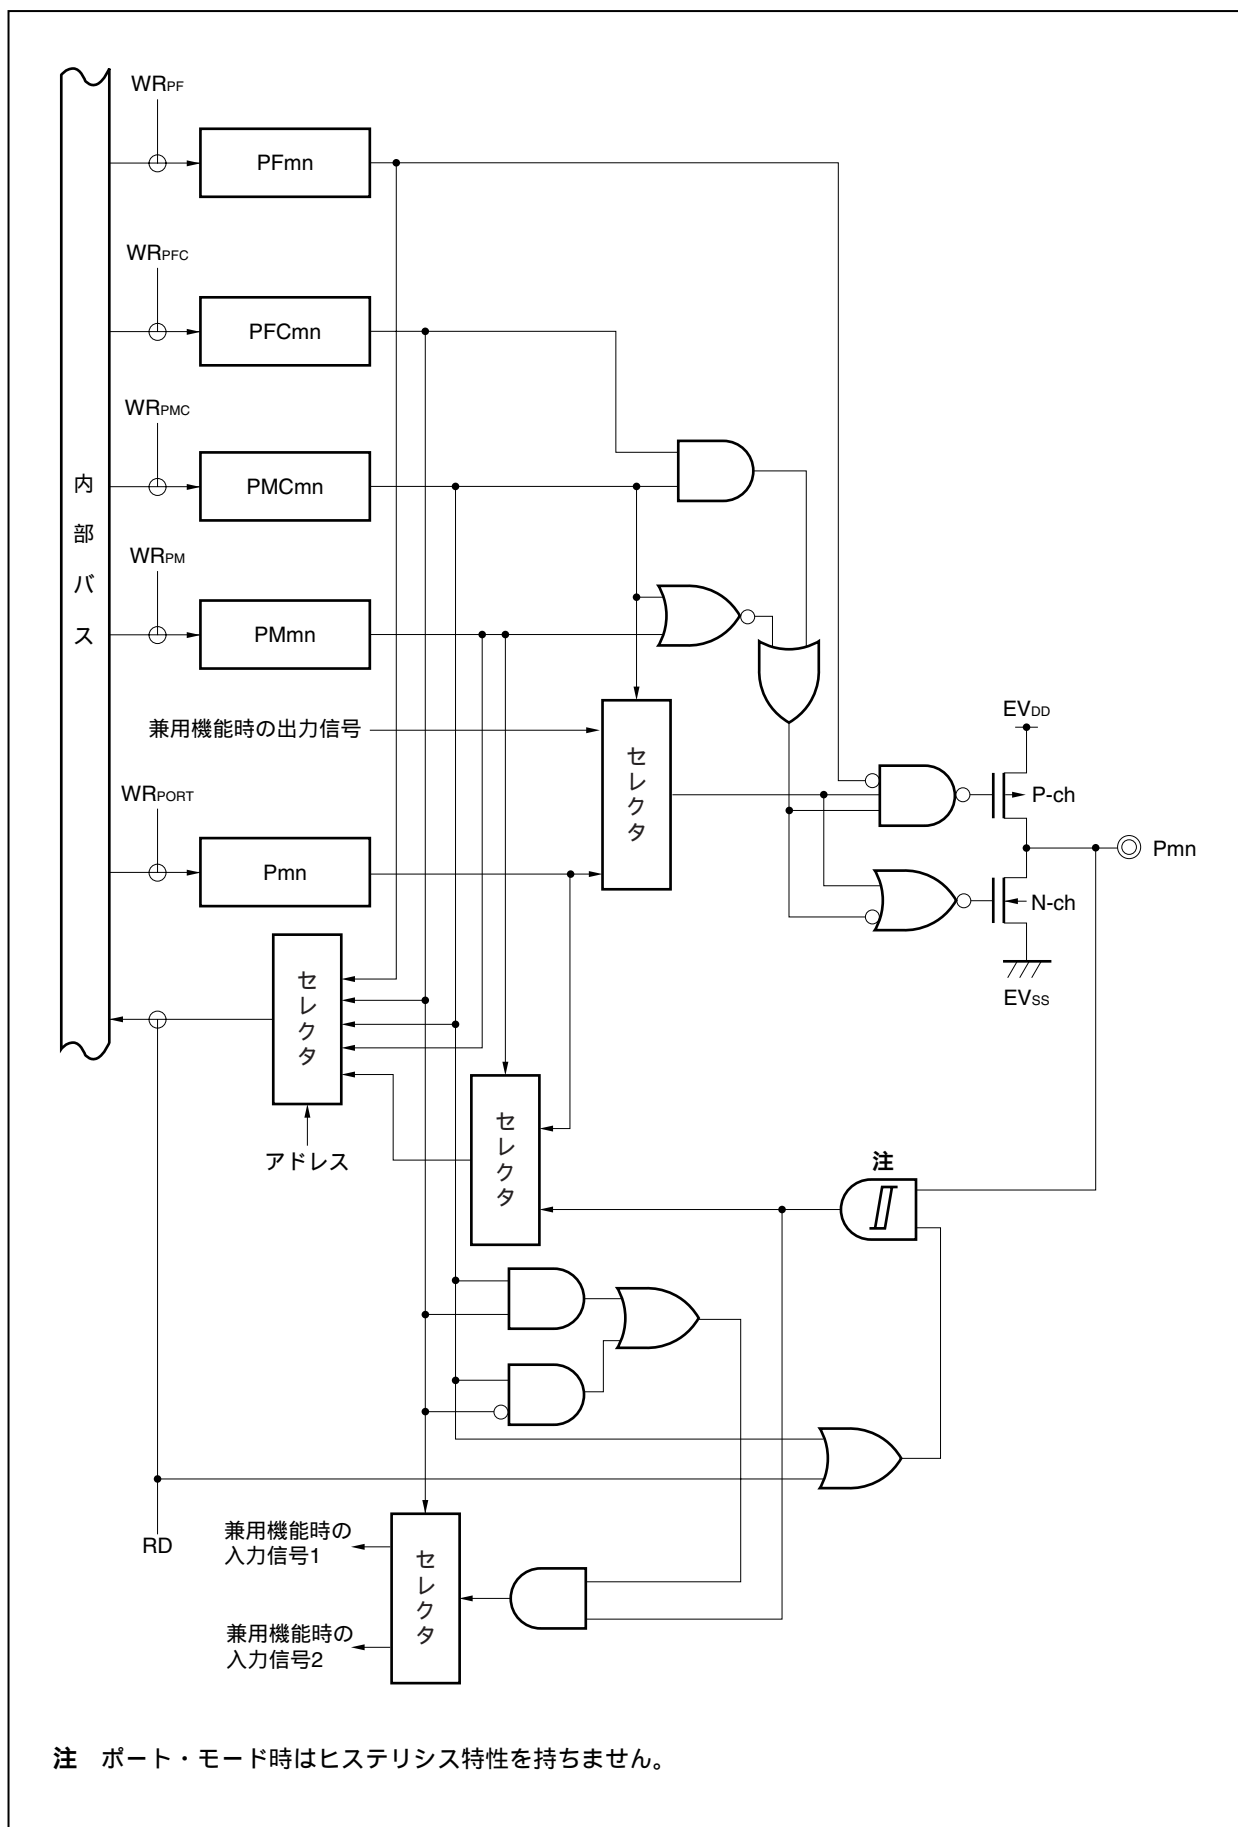 WRPF
PFmn
WRPFC
PFCmn
WRPMC
PMCmn
内部バス
WRPM
PMmn
兼用機能時の出力信号
セレクタ
EVDD
P-ch
WRPORT
Pmn
Pmn
N-ch
EVSS
セレクタ
アドレス
セレクタ
注
RD
兼用機能時の
入力信号1
セレクタ
兼用機能時の
入力信号2
注 ポート・モード時はヒステリシス特性を持ちません。